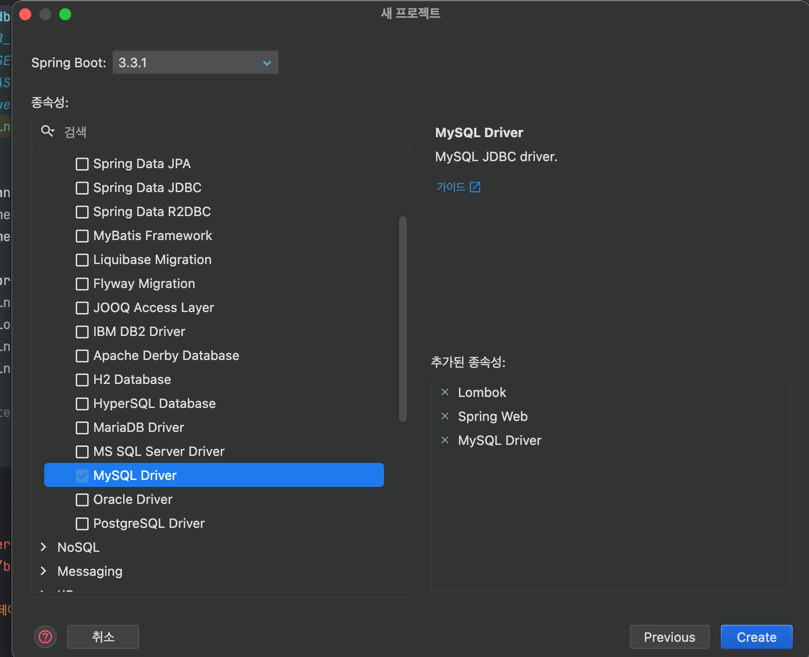 새 프로젝트
Spring Boot: 3.3.1
종속성:
검색
Spring Data JPA
Spring Data JDBC
Spring Data R2DBC
MyBatis Framework
Liquibase Migration
Flyway Migration
JOOQ Access Layer
IBM DB2 Driver
Apache Derby Database
H2 Database
HyperSQL Database
MariaDB Driver
MS SQL Server Driver
MySQL Driver
Oracle Driver
PostgreSQL Driver
NoSQL
Messaging
MySQL Driver
MySQL JDBC driver.
가이드
추가된 종속성:
Lombok
Spring Web
MySQL Driver
?
취소
Previous
Create